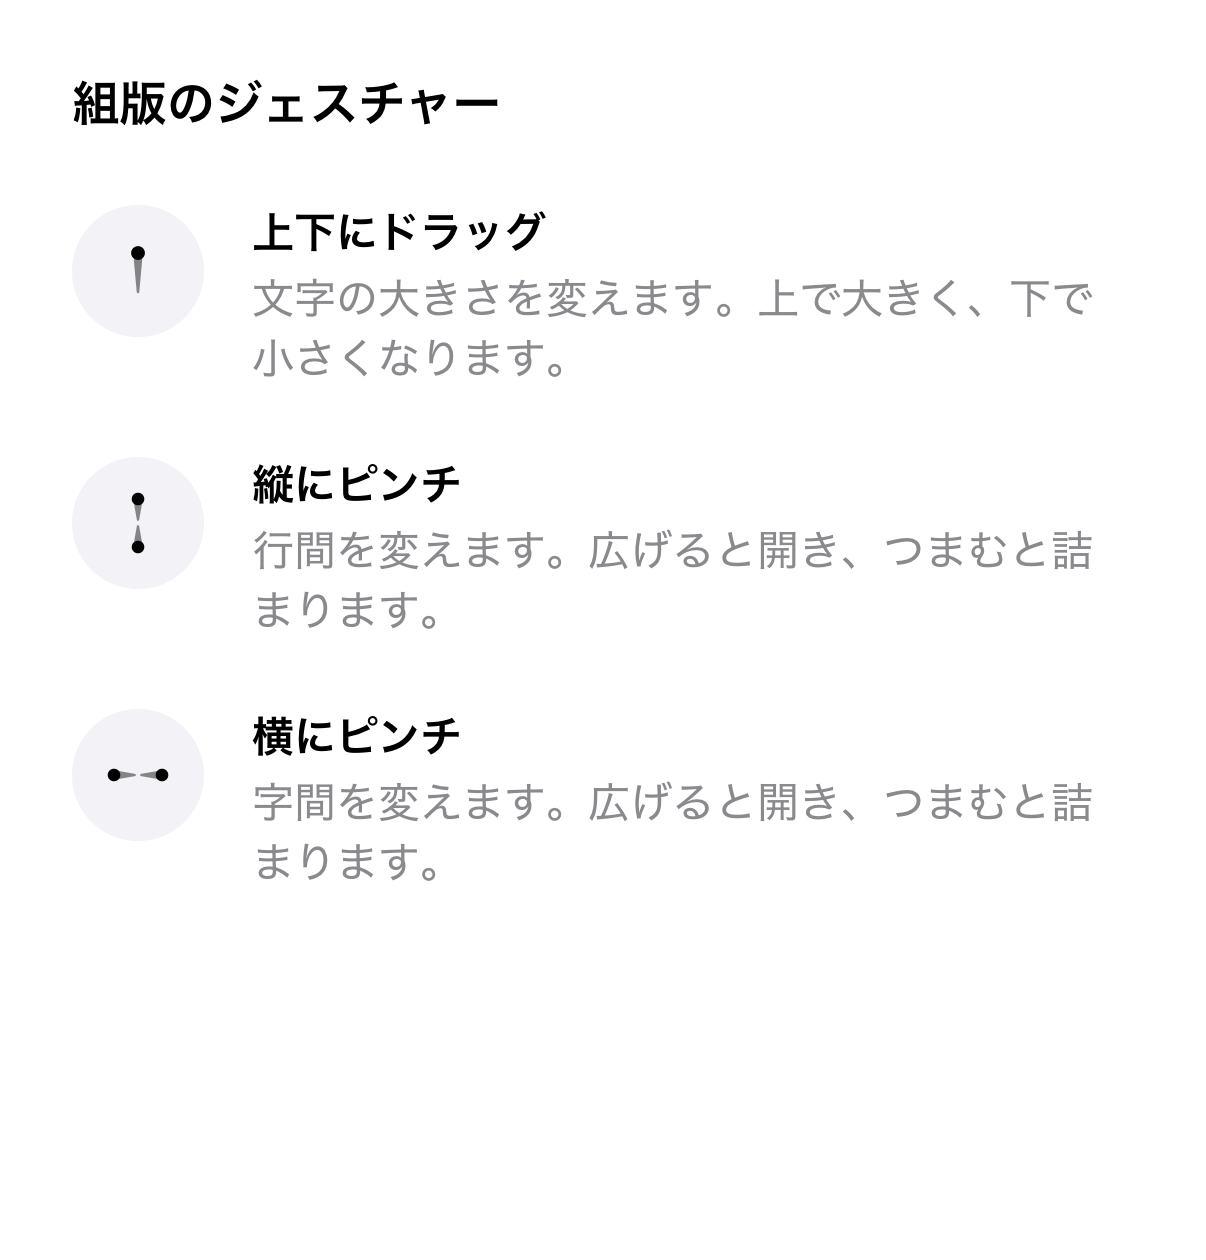 組版のジェスチャー
上下にドラッグ
文字の大きさを変えます。上で大きく、下で
小さくなります。
縦にピンチ
行間を変えます。広げると開き、つまむと詰
まります。
横にピンチ
字間を変えます。広げると開き、つまむと詰
まります。